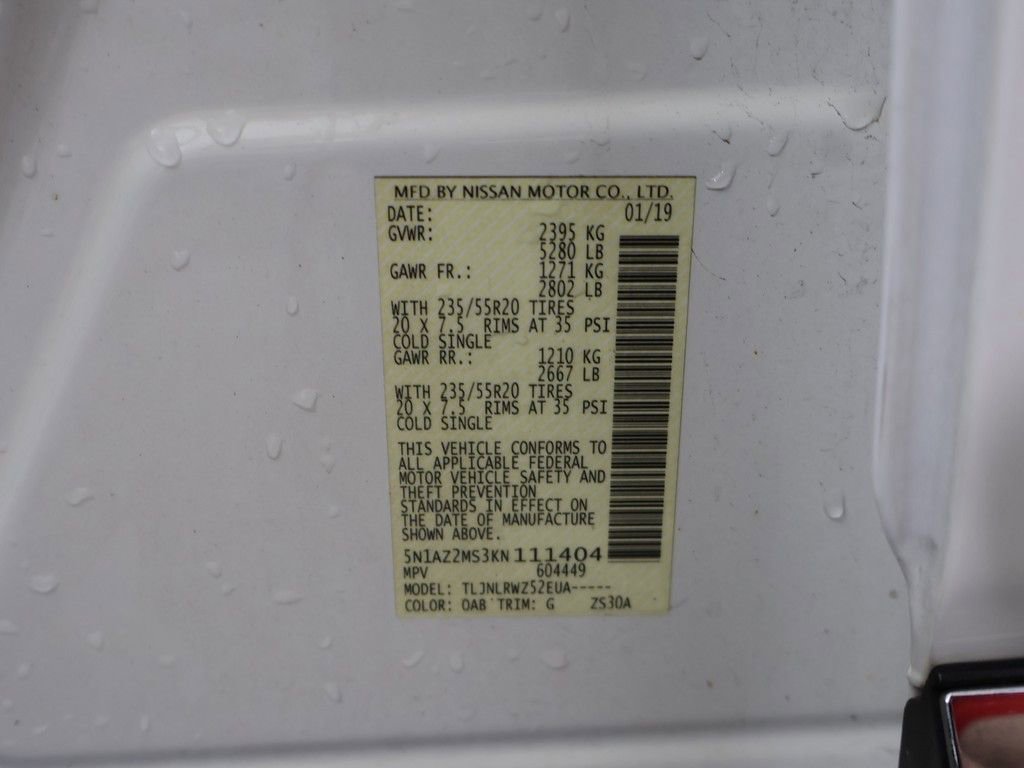 MFD BY NISSAN MOTOR CO., LTD.
DATE: 01/19
GVWR: 2395 KG
5280 LB
GAWR FR.: 1271 KG
2802 LB
WITH 235/55R20 TIRES
20 X 7.5 RIMS AT 35 PSI
COLD SINGLE
GAWR RR.: 1210 KG
2667 LB
WITH 235/55R20 TIRES
20 X 7.5 RIMS AT 35 PSI
COLD SINGLE
THIS VEHICLE CONFORMS TO
ALL APPLICABLE FEDERAL
MOTOR VEHICLE SAFETY AND
THEFT PREVENTION
STANDARDS IN EFFECT ON
THE DATE OF MANUFACTURE
SHOWN ABOVE.
5N1AZ2MS3KN111404
MPV 604449
MODEL: TLJNLRWZ52EUA-----
COLOR: QAB TRIM: G ZS30A